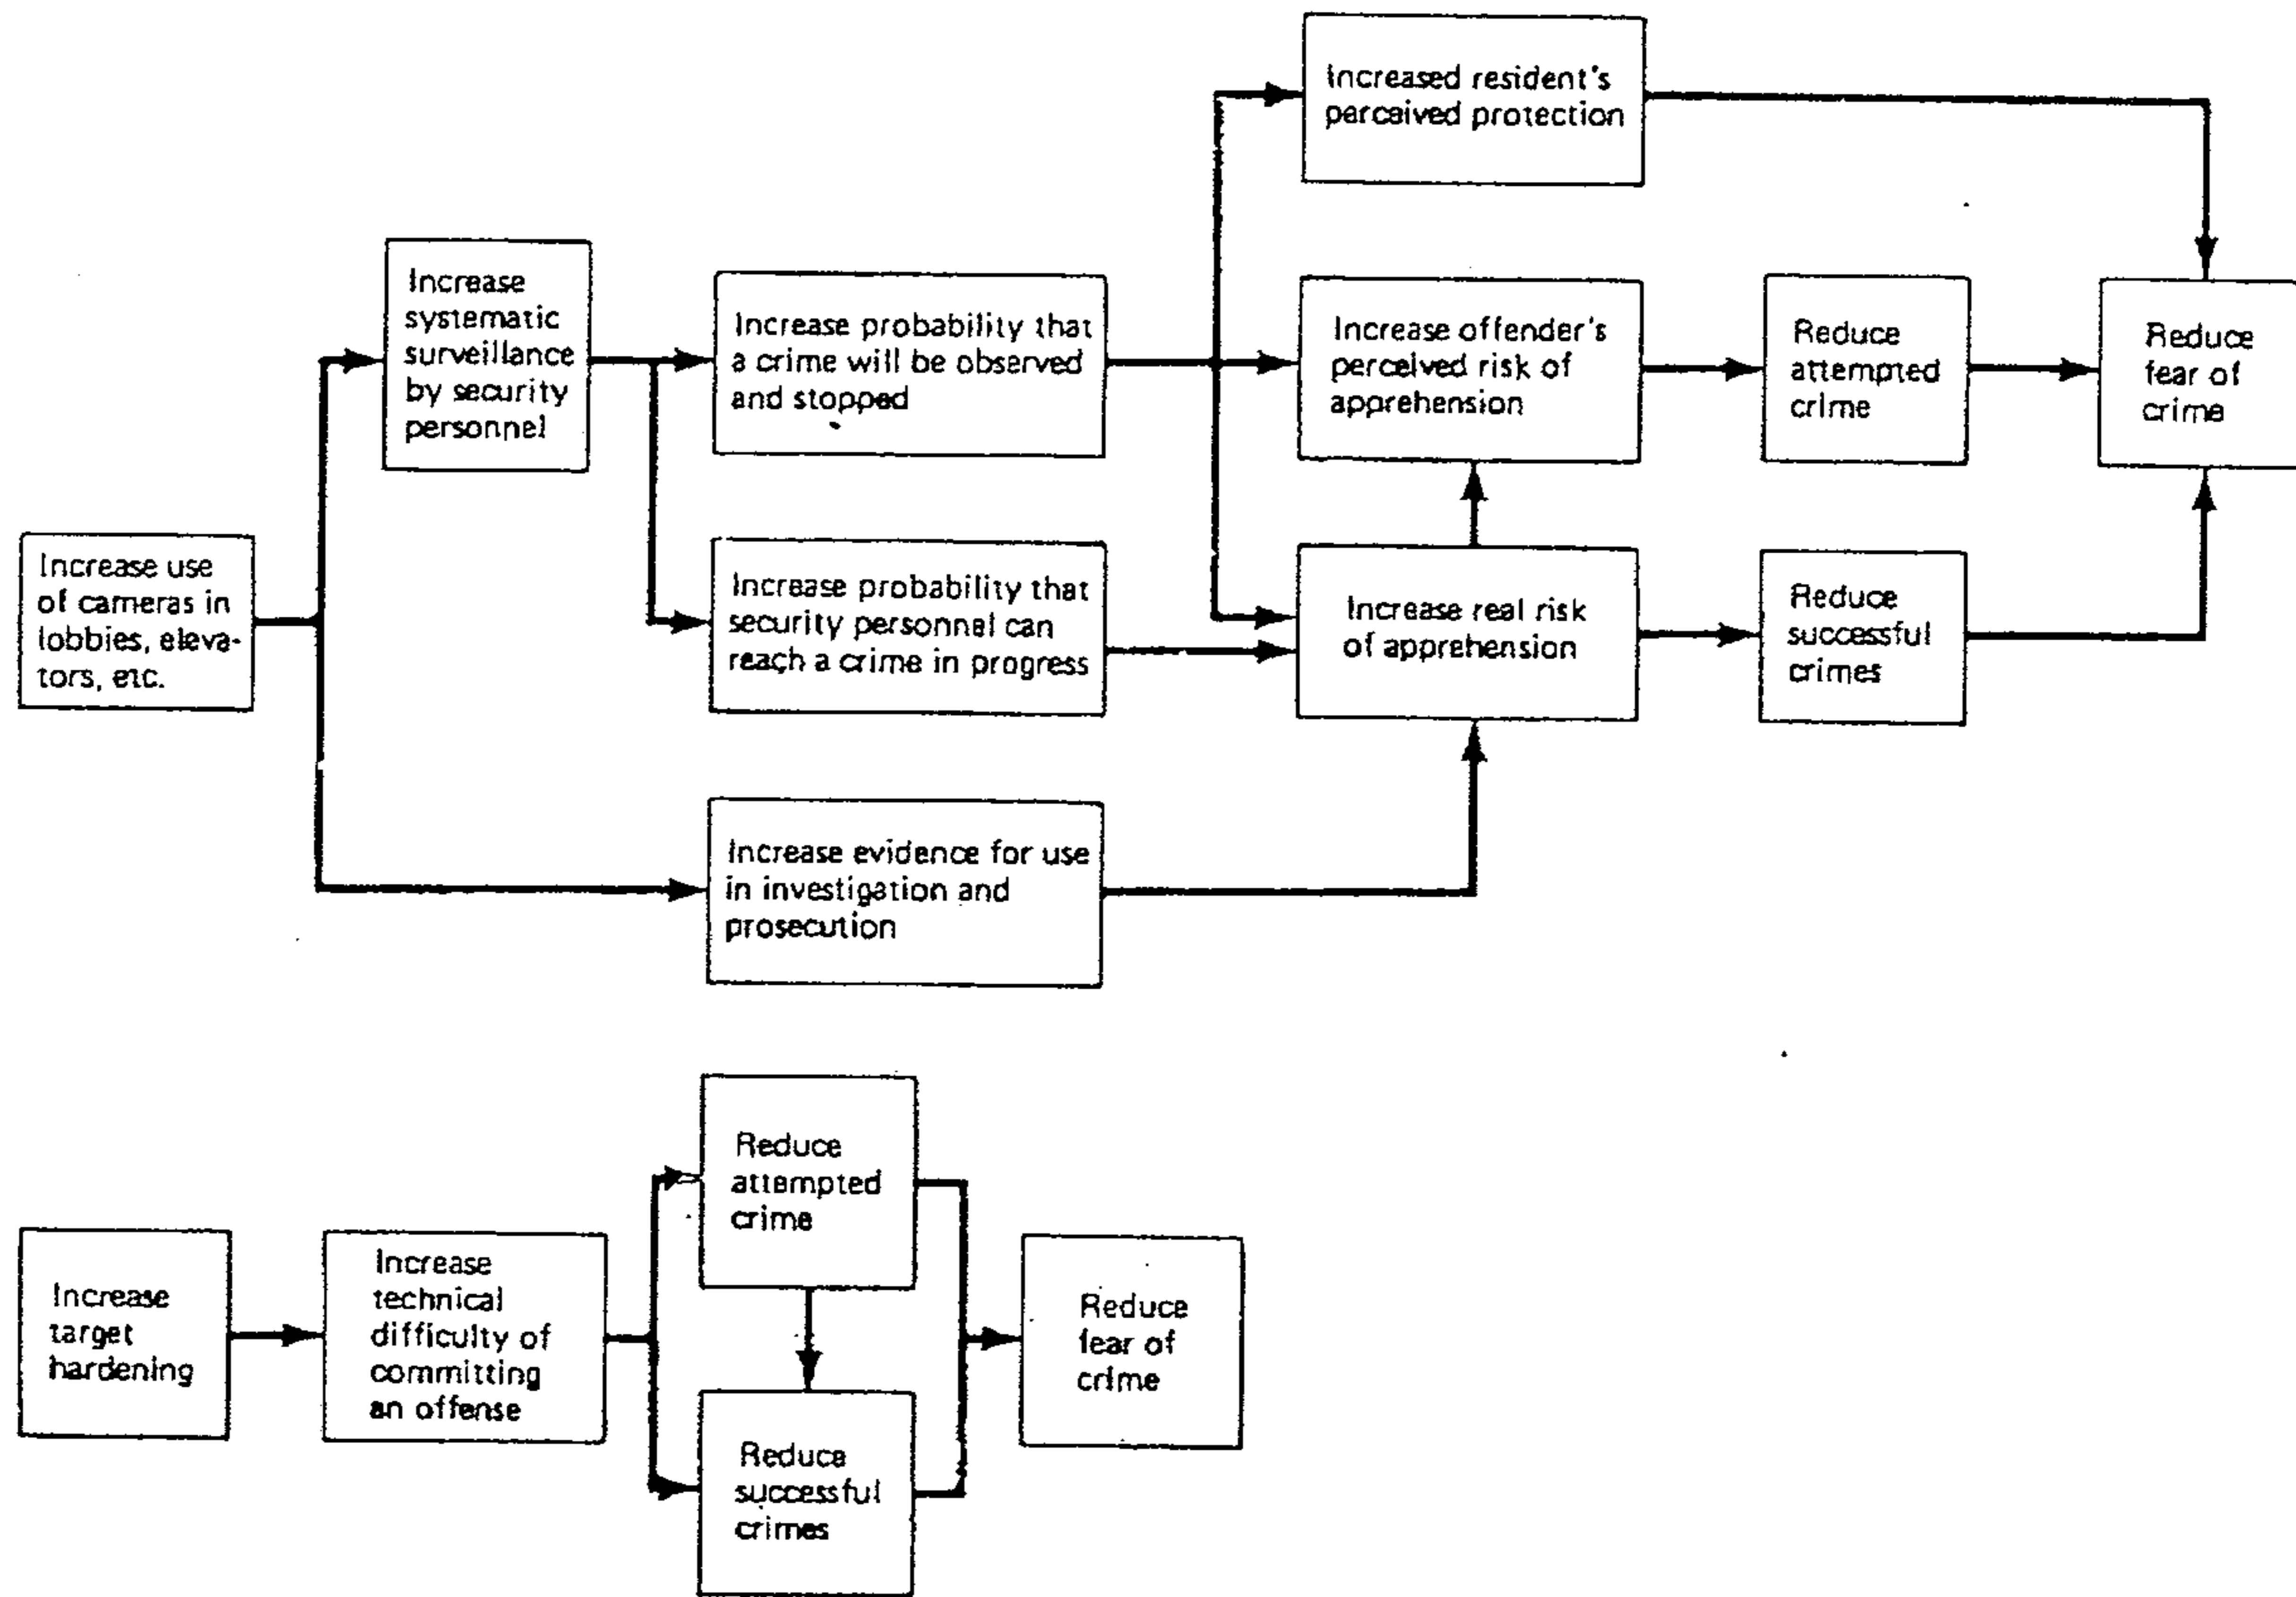 Increased resident's
perceived protection
Increase
systematic
surveillance
by security
personnel
Increase probability that
a crime will be observed
and stopped
Increase offender's
perceived risk of
apprehension
Reduce
attempted
crime
Reduce
fear of
crime
Increase use
of cameras in
lobbies, eleva-
tors, etc.
Increase probability that
security personnel can
reach a crime in progress
Increase real risk
of apprehension
Reduce
successful
crimes
Increase evidence for use
in investigation and
prosecution
Increase
target
hardening
Increase
technical
difficulty of
committing
an offense
Reduce
attempted
crime
Reduce
successful
crimes
Reduce
fear of
crime